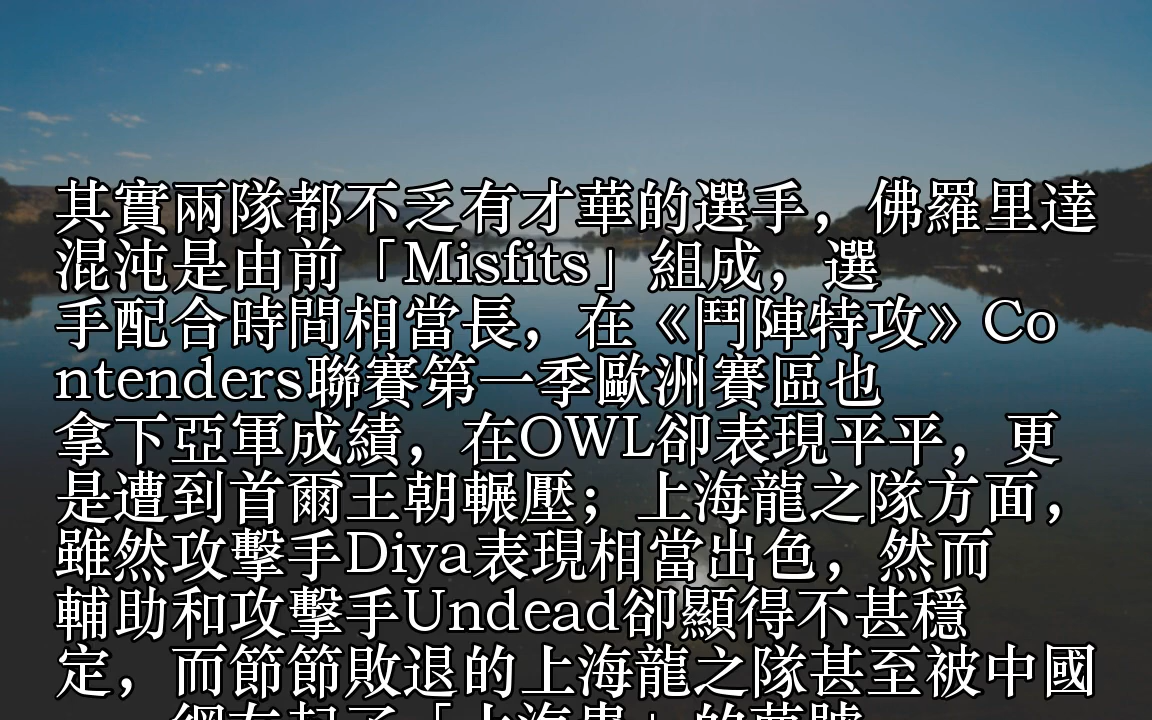 其實兩隊都不乏有才華的選手，佛羅里達
混沌是由前「Misfits」組成，選
手配合時間相當長，在《鬥陣特攻》Co
ntenders聯賽第一季歐洲賽區也
拿下亞軍成績，在OWL卻表現平平，更
是遭到首爾王朝輾壓；上海龍之隊方面，
雖然攻擊手Diya表現相當出色，然而
輔助和攻擊手Undead卻顯得不甚穩
定，而節節敗退的上海龍之隊甚至被中國